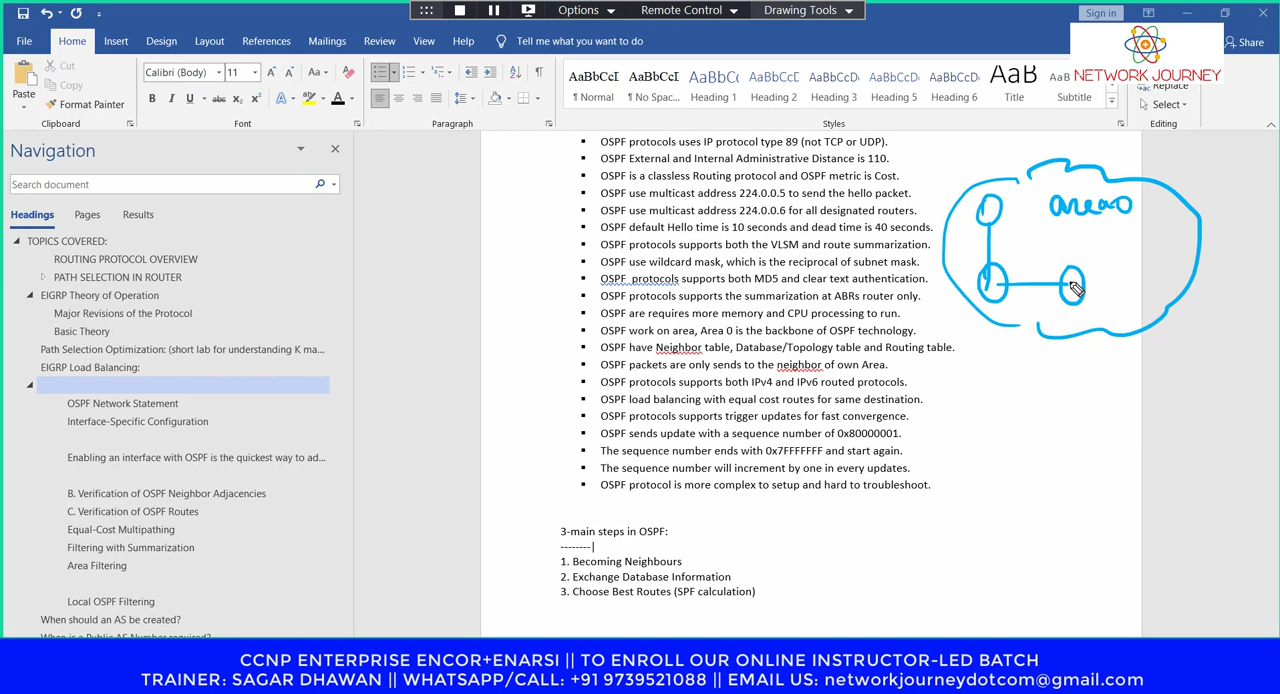 Options
Remote Control
Drawing Tools
Sign in
File
Home
Insert
Design
Layout
References
Mailings
Review
View
Help
Tell me what you want to do
Share
NETWORK JOURNEY
Paste
Cut
Copy
Format Painter
Clipboard
Calibri (Body)
11
Aa
B I U abc X₂ X²
A
Font
Paragraph
AaBbCcI AaBbCcI AaBbC( AaBbCcI AaBbCcD AaBbCcD AaBbCcD AaB
¶ Normal
¶ No Spac...
Heading 1
Heading 2
Heading 3
Heading 5
Heading 6
Title
Subtitle
Styles
Replace
Select
Editing
Navigation
Search document
Headings
Pages
Results
TOPICS COVERED:
ROUTING PROTOCOL OVERVIEW
PATH SELECTION IN ROUTER
EIGRP Theory of Operation
Major Revisions of the Protocol
Basic Theory
Path Selection Optimization: (short lab for understanding K ma...
EIGRP Load Balancing:
OSPF Network Statement
Interface-Specific Configuration
Enabling an interface with OSPF is the quickest way to ad...
B. Verification of OSPF Neighbor Adjacencies
C. Verification of OSPF Routes
Equal-Cost Multipathing
Filtering with Summarization
Area Filtering
Local OSPF Filtering
When should an AS be created?
When is a Public AS Number required?
OSPF protocols uses IP protocol type 89 (not TCP or UDP).
OSPF External and Internal Administrative Distance is 110.
OSPF is a classless Routing protocol and OSPF metric is Cost.
OSPF use multicast address 224.0.0.5 to send the hello packet.
OSPF use multicast address 224.0.0.6 for all designated routers.
OSPF default Hello time is 10 seconds and dead time is 40 seconds.
OSPF protocols supports both the VLSM and route summarization.
OSPF use wildcard mask, which is the reciprocal of subnet mask.
OSPF  protocols supports both MD5 and clear text authentication.
OSPF protocols supports the summarization at ABRs router only.
OSPF are requires more memory and CPU processing to run.
OSPF work on area, Area 0 is the backbone of OSPF technology.
OSPF have Neighbor table, Database/Topology table and Routing table.
OSPF packets are only sends to the neighbor of own Area.
OSPF protocols supports both IPv4 and IPv6 routed protocols.
OSPF load balancing with equal cost routes for same destination.
OSPF protocols supports trigger updates for fast convergence.
OSPF sends update with a sequence number of 0x80000001.
The sequence number ends with 0x7FFFFFFF and start again.
The sequence number will increment by one in every updates.
OSPF protocol is more complex to setup and hard to troubleshoot.
3-main steps in OSPF:
--------
1. Becoming Neighbours
2. Exchange Database Information
3. Choose Best Routes (SPF calculation)
area0
CCNP ENTERPRISE ENCOR+ENARSI || TO ENROLL OUR ONLINE INSTRUCTOR-LED BATCH
TRAINER: SAGAR DHAWAN || WHATSAPP/CALL: +91 9739521088 || EMAIL US: networkjourneydotcom@gmail.com